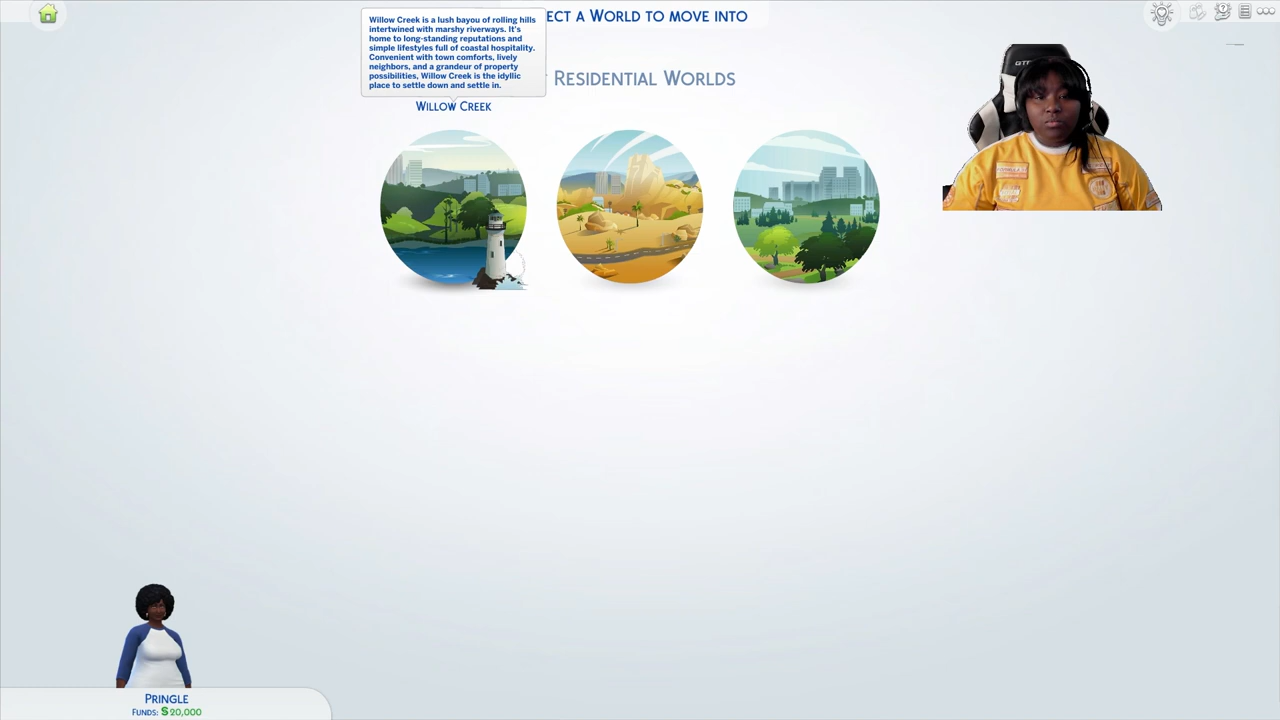 Willow Creek is a lush bayou of rolling hills
intertwined with marshy riverways. It's
home to long-standing reputations and
simple lifestyles full of coastal hospitality.
Convenient with town comforts, lively
neighbors, and a grandeur of property
possibilities, Willow Creek is the idyllic
place to settle down and settle in.
ECT A WORLD TO MOVE INTO
RESIDENTIAL WORLDS
WILLOW CREEK
PRINGLE
FUNDS: $20,000